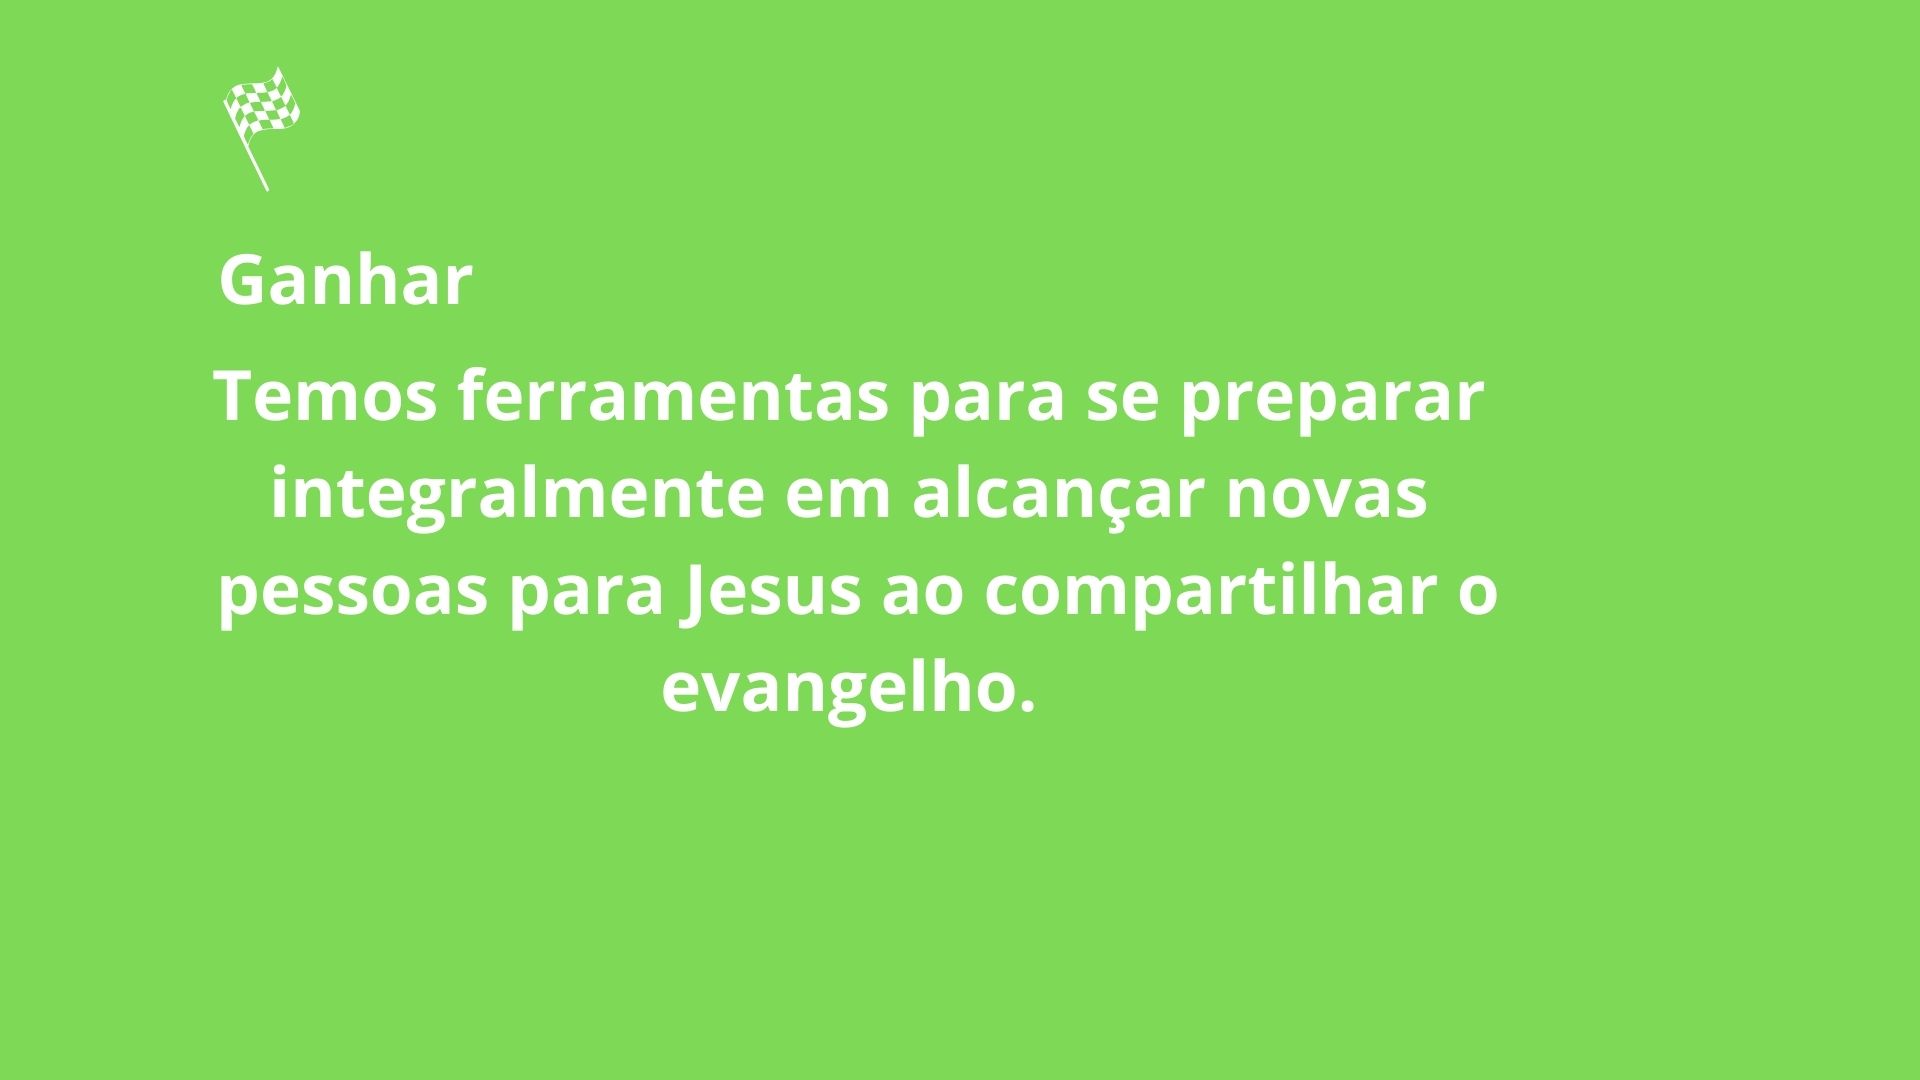 Ganhar
Temos ferramentas para se preparar
integralmente em alcançar novas
pessoas para Jesus ao compartilhar o
evangelho.